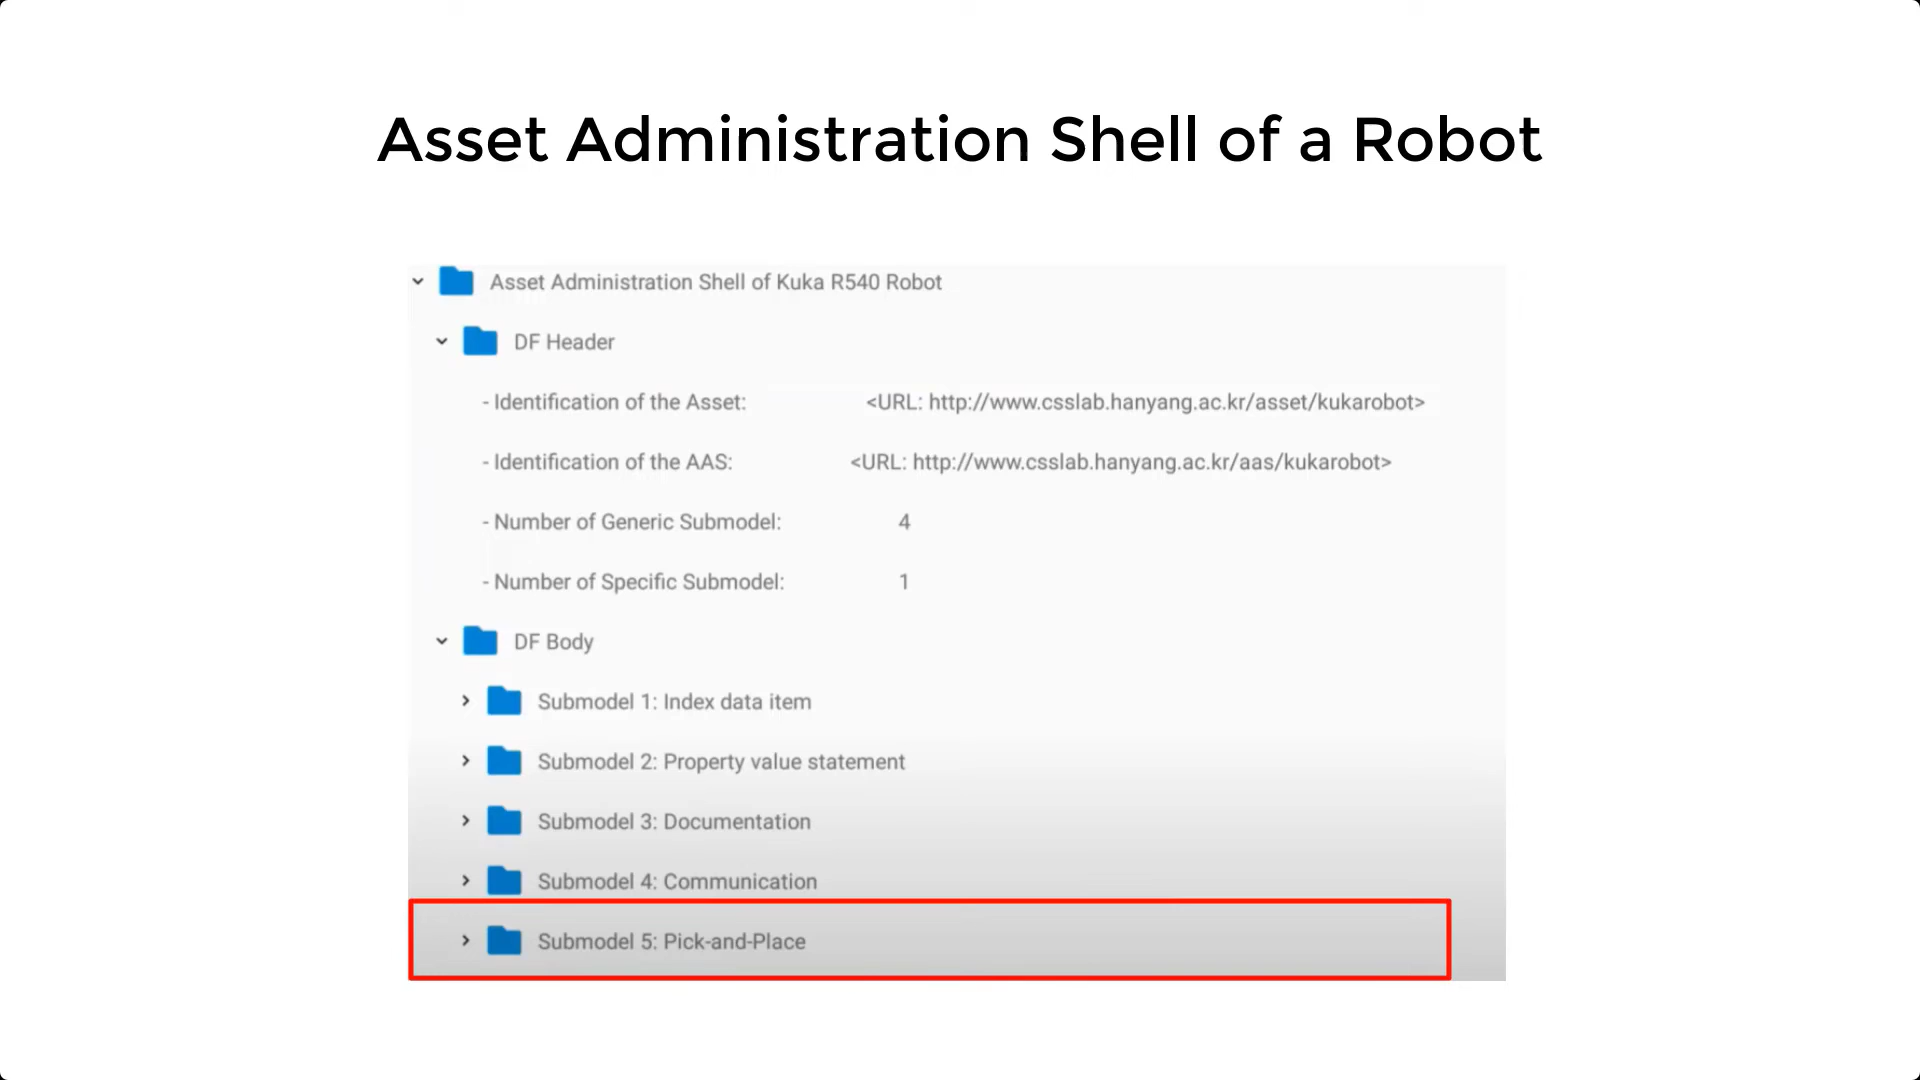 Asset Administration Shell of a Robot
Asset Administration Shell of Kuka R540 Robot
DF Header
- Identification of the Asset: <URL: http://www.csslab.hanyang.ac.kr/asset/kukarobot>
- Identification of the AAS: <URL: http://www.csslab.hanyang.ac.kr/aas/kukarobot>
- Number of Generic Submodel: 4
- Number of Specific Submodel: 1
DF Body
Submodel 1: Index data item
Submodel 2: Property value statement
Submodel 3: Documentation
Submodel 4: Communication
Submodel 5: Pick-and-Place